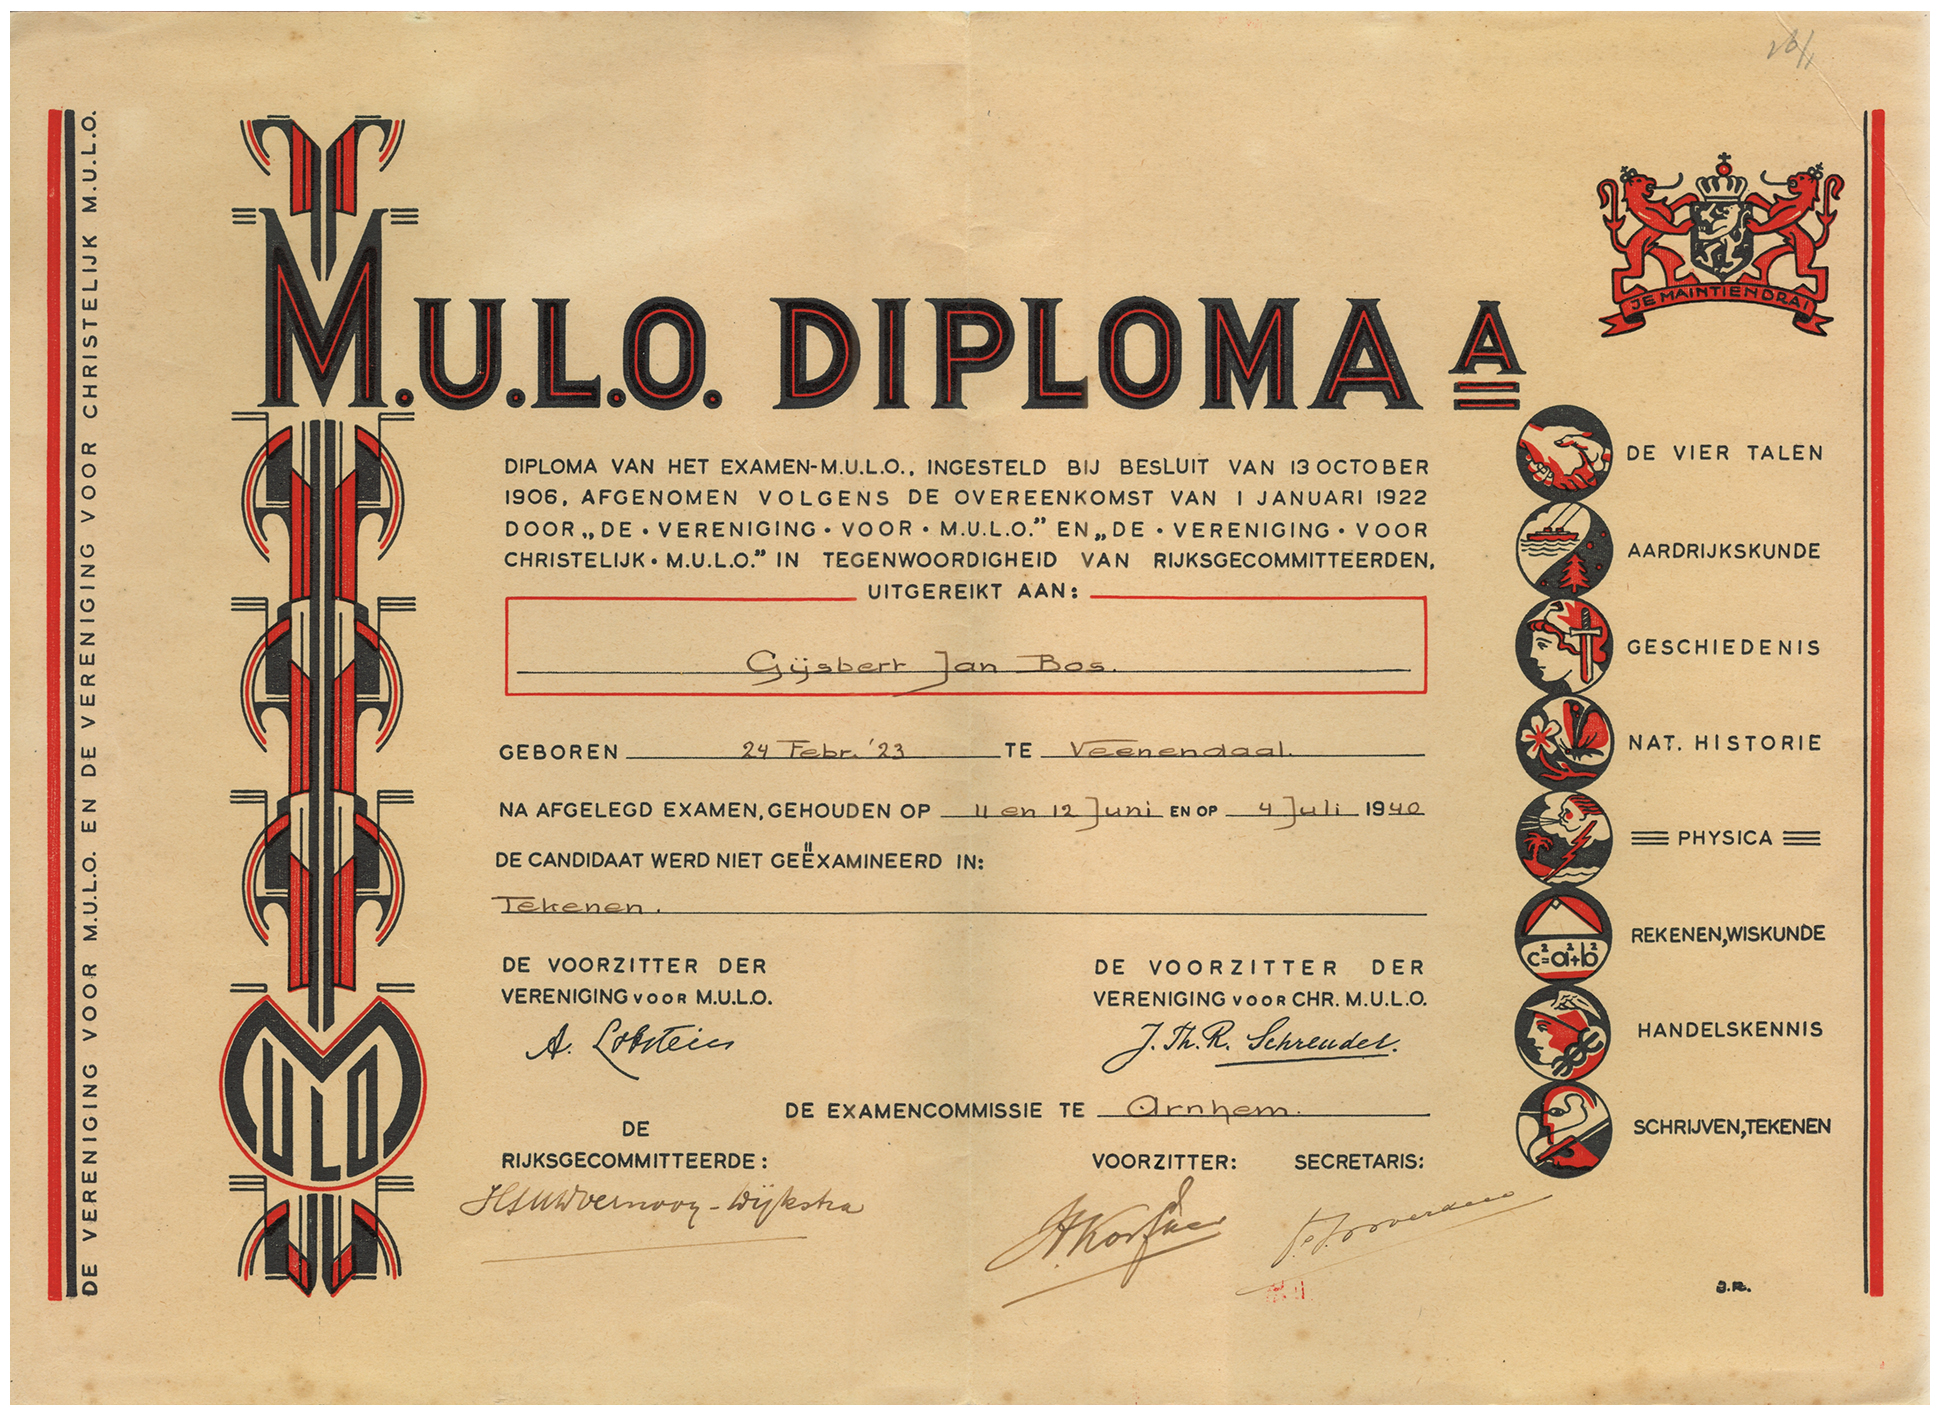 DE VERENIGING VOOR M.U.L.O. EN DE VERENIGING VOOR CHRISTELIJK M.U.L.O.
JE MAINTIENDRAI
M.U.L.O. DIPLOMA A
DIPLOMA VAN HET EXAMEN-M.U.L.O., INGESTELD BIJ BESLUIT VAN 13 OCTOBER
1906, AFGENOMEN VOLGENS DE OVEREENKOMST VAN 1 JANUARI 1922
DOOR „DE • VERENIGING • VOOR • M.U.L.O.” EN „DE • VERENIGING • VOOR
CHRISTELIJK • M.U.L.O.” IN TEGENWOORDIGHEID VAN RIJKSGECOMMITTEERDEN,
UITGEREIKT AAN:
Gijsbert Jan Bos.
GEBOREN 24 Febr. '23 TE Veenendaal.
NA AFGELEGD EXAMEN, GEHOUDEN OP 11 en 12 Juni EN OP 4 Juli 1940
DE CANDIDAAT WERD NIET GEËXAMINEERD IN:
Tekenen.
DE VOORZITTER DER
VERENIGING VOOR M.U.L.O.
A. Lobstein
DE VOORZITTER DER
VERENIGING VOOR CHR. M.U.L.O.
J. Th. R. Schreuder.
DE EXAMENCOMMISSIE TE Arnhem.
DE
RIJKSGECOMMITTEERDE:
Wijkstra
VOORZITTER:
SECRETARIS:
DE VIER TALEN
AARDRIJKSKUNDE
GESCHIEDENIS
NAT. HISTORIE
PHYSICA
REKENEN, WISKUNDE
c²=a²+b²
HANDELSKENNIS
SCHRIJVEN, TEKENEN
MULO
J.R.